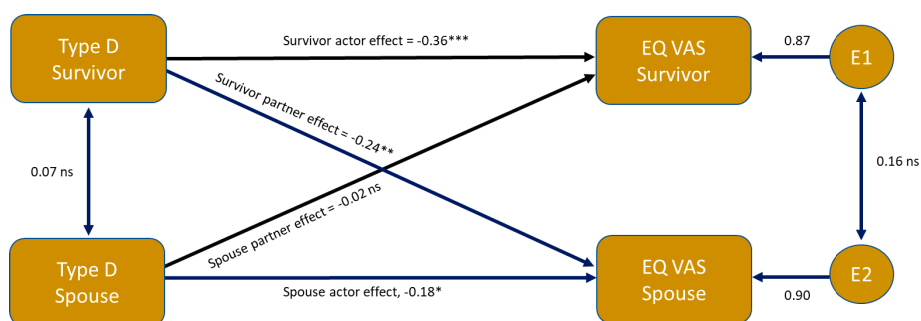 Type D
Survivor
Survivor actor effect = -0.36***
EQ VAS
Survivor
0.87
E1
Survivor partner effect = -0.24**
0.07 ns
0.16 ns
Spouse partner effect = -0.02 ns
Type D
Spouse
Spouse actor effect, -0.18*
EQ VAS
Spouse
0.90
E2